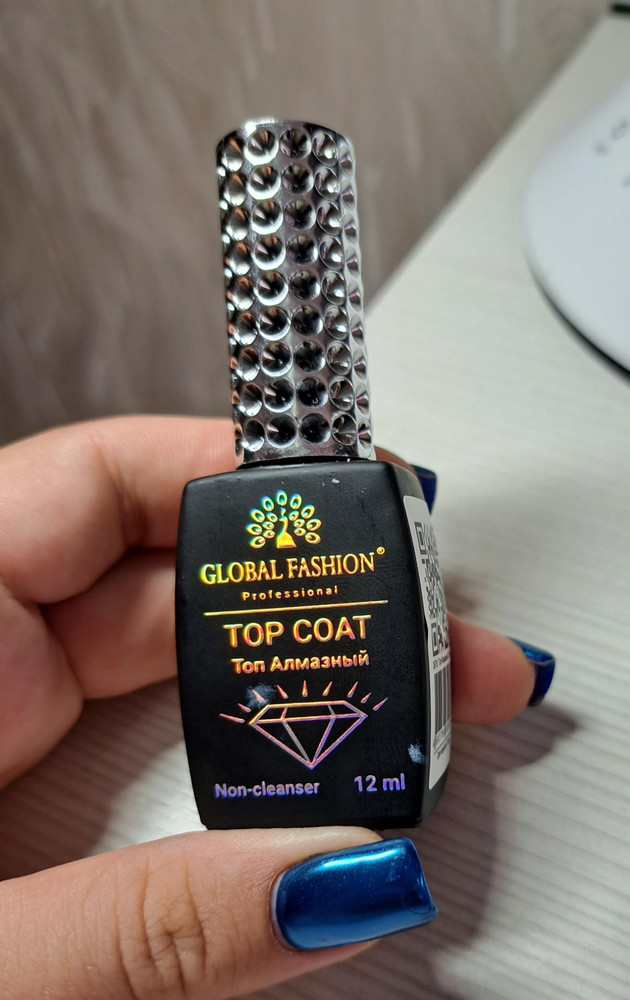 GLOBAL FASHION®
Professional
TOP COAT
Топ Алмазный
Non-cleanser 12 ml